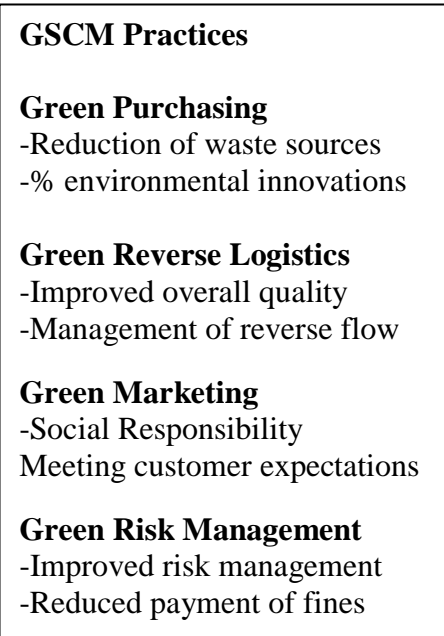 GSCM Practices
Green Purchasing
-Reduction of waste sources
-% environmental innovations
Green Reverse Logistics
-Improved overall quality
-Management of reverse flow
Green Marketing
-Social Responsibility
Meeting customer expectations
Green Risk Management
-Improved risk management
-Reduced payment of fines